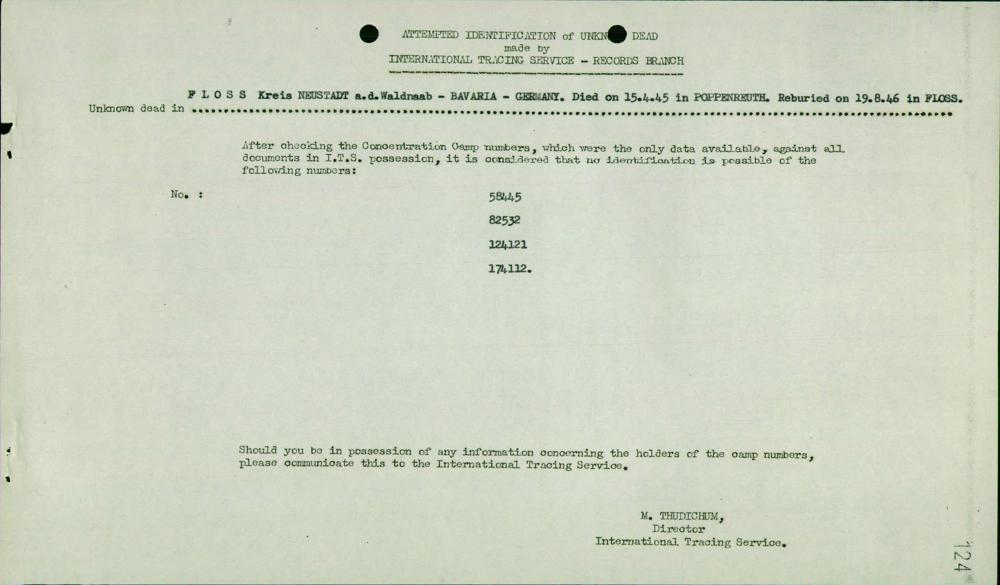 ATTEMPTED IDENTIFICATION of UNKN DEAD
made by
INTERNATIONAL TRACING SERVICE - RECORDS BRANCH
F L O S S Kreis NEUSTADT a.d.Waldnaab - BAVARIA - GERMANY. Died on 15.4.45 in POPPENREUTH. Reburied on 19.8.46 in FLOSS.
Unknown dead in
After checking the Concentration Camp numbers, which were the only data available, against all
documents in I.T.S. possession, it is considered that no identification is possible of the
following numbers:
No. : 58445
82532
124121
174112.
Should you be in possession of any information concerning the holders of the camp numbers,
please communicate this to the International Tracing Service.
M. THUDICHUM,
Director
International Tracing Service.
124